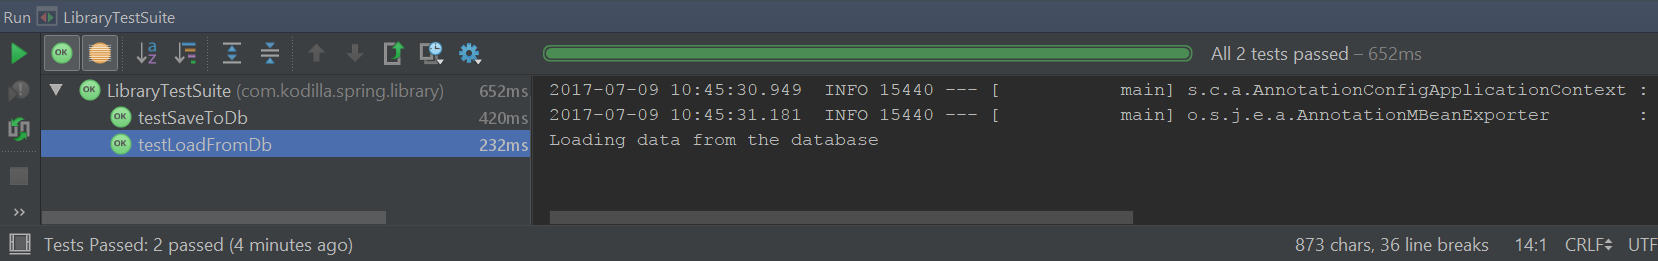 Run LibraryTestSuite
All 2 tests passed – 652ms
LibraryTestSuite (com.kodilla.spring.library) 652ms
testSaveToDb 420ms
testLoadFromDb 232ms
2017-07-09 10:45:30.949  INFO 15440 --- [           main] s.c.a.AnnotationConfigApplicationContext :
2017-07-09 10:45:31.181  INFO 15440 --- [           main] o.s.j.e.a.AnnotationMBeanExporter        :
Loading data from the database
Tests Passed: 2 passed (4 minutes ago)
873 chars, 36 line breaks 14:1 CRLF UTF